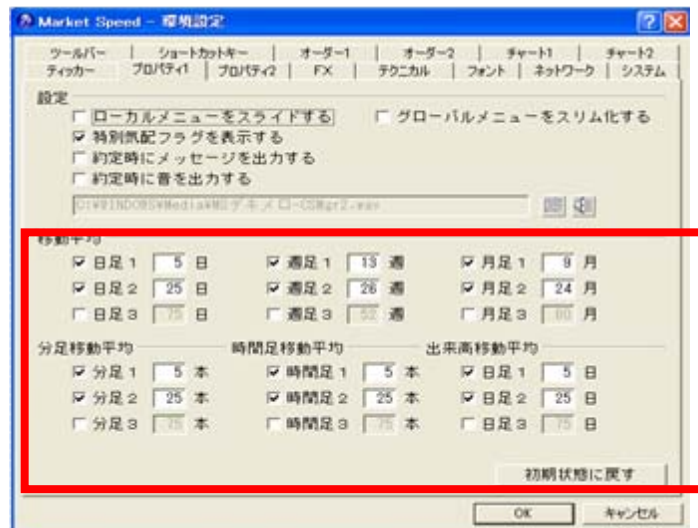 Market Speed - 環境設定
ツールバー ショートカットキー オーダー1 オーダー2 チャート1 チャート2
ティッカー プロパティ1 プロパティ2 FX テクニカル フォント ネットワーク システム
設定
ローカルメニューをスライドする グローバルメニューをスリム化する
特別気配フラグを表示する
約定時にメッセージを出力する
約定時に音を出力する
移動平均
日足1 5 日 週足1 13 週 月足1 9 月
日足2 25 日 週足2 26 週 月足2 24 月
日足3 75 日 週足3 52 週 月足3 60 月
分足移動平均 時間足移動平均 出来高移動平均
分足1 5 本 時間足1 5 本 日足1 5 日
分足2 25 本 時間足2 25 本 日足2 25 日
分足3 75 本 時間足3 75 本 日足3 75 日
初期状態に戻す
OK キャンセル